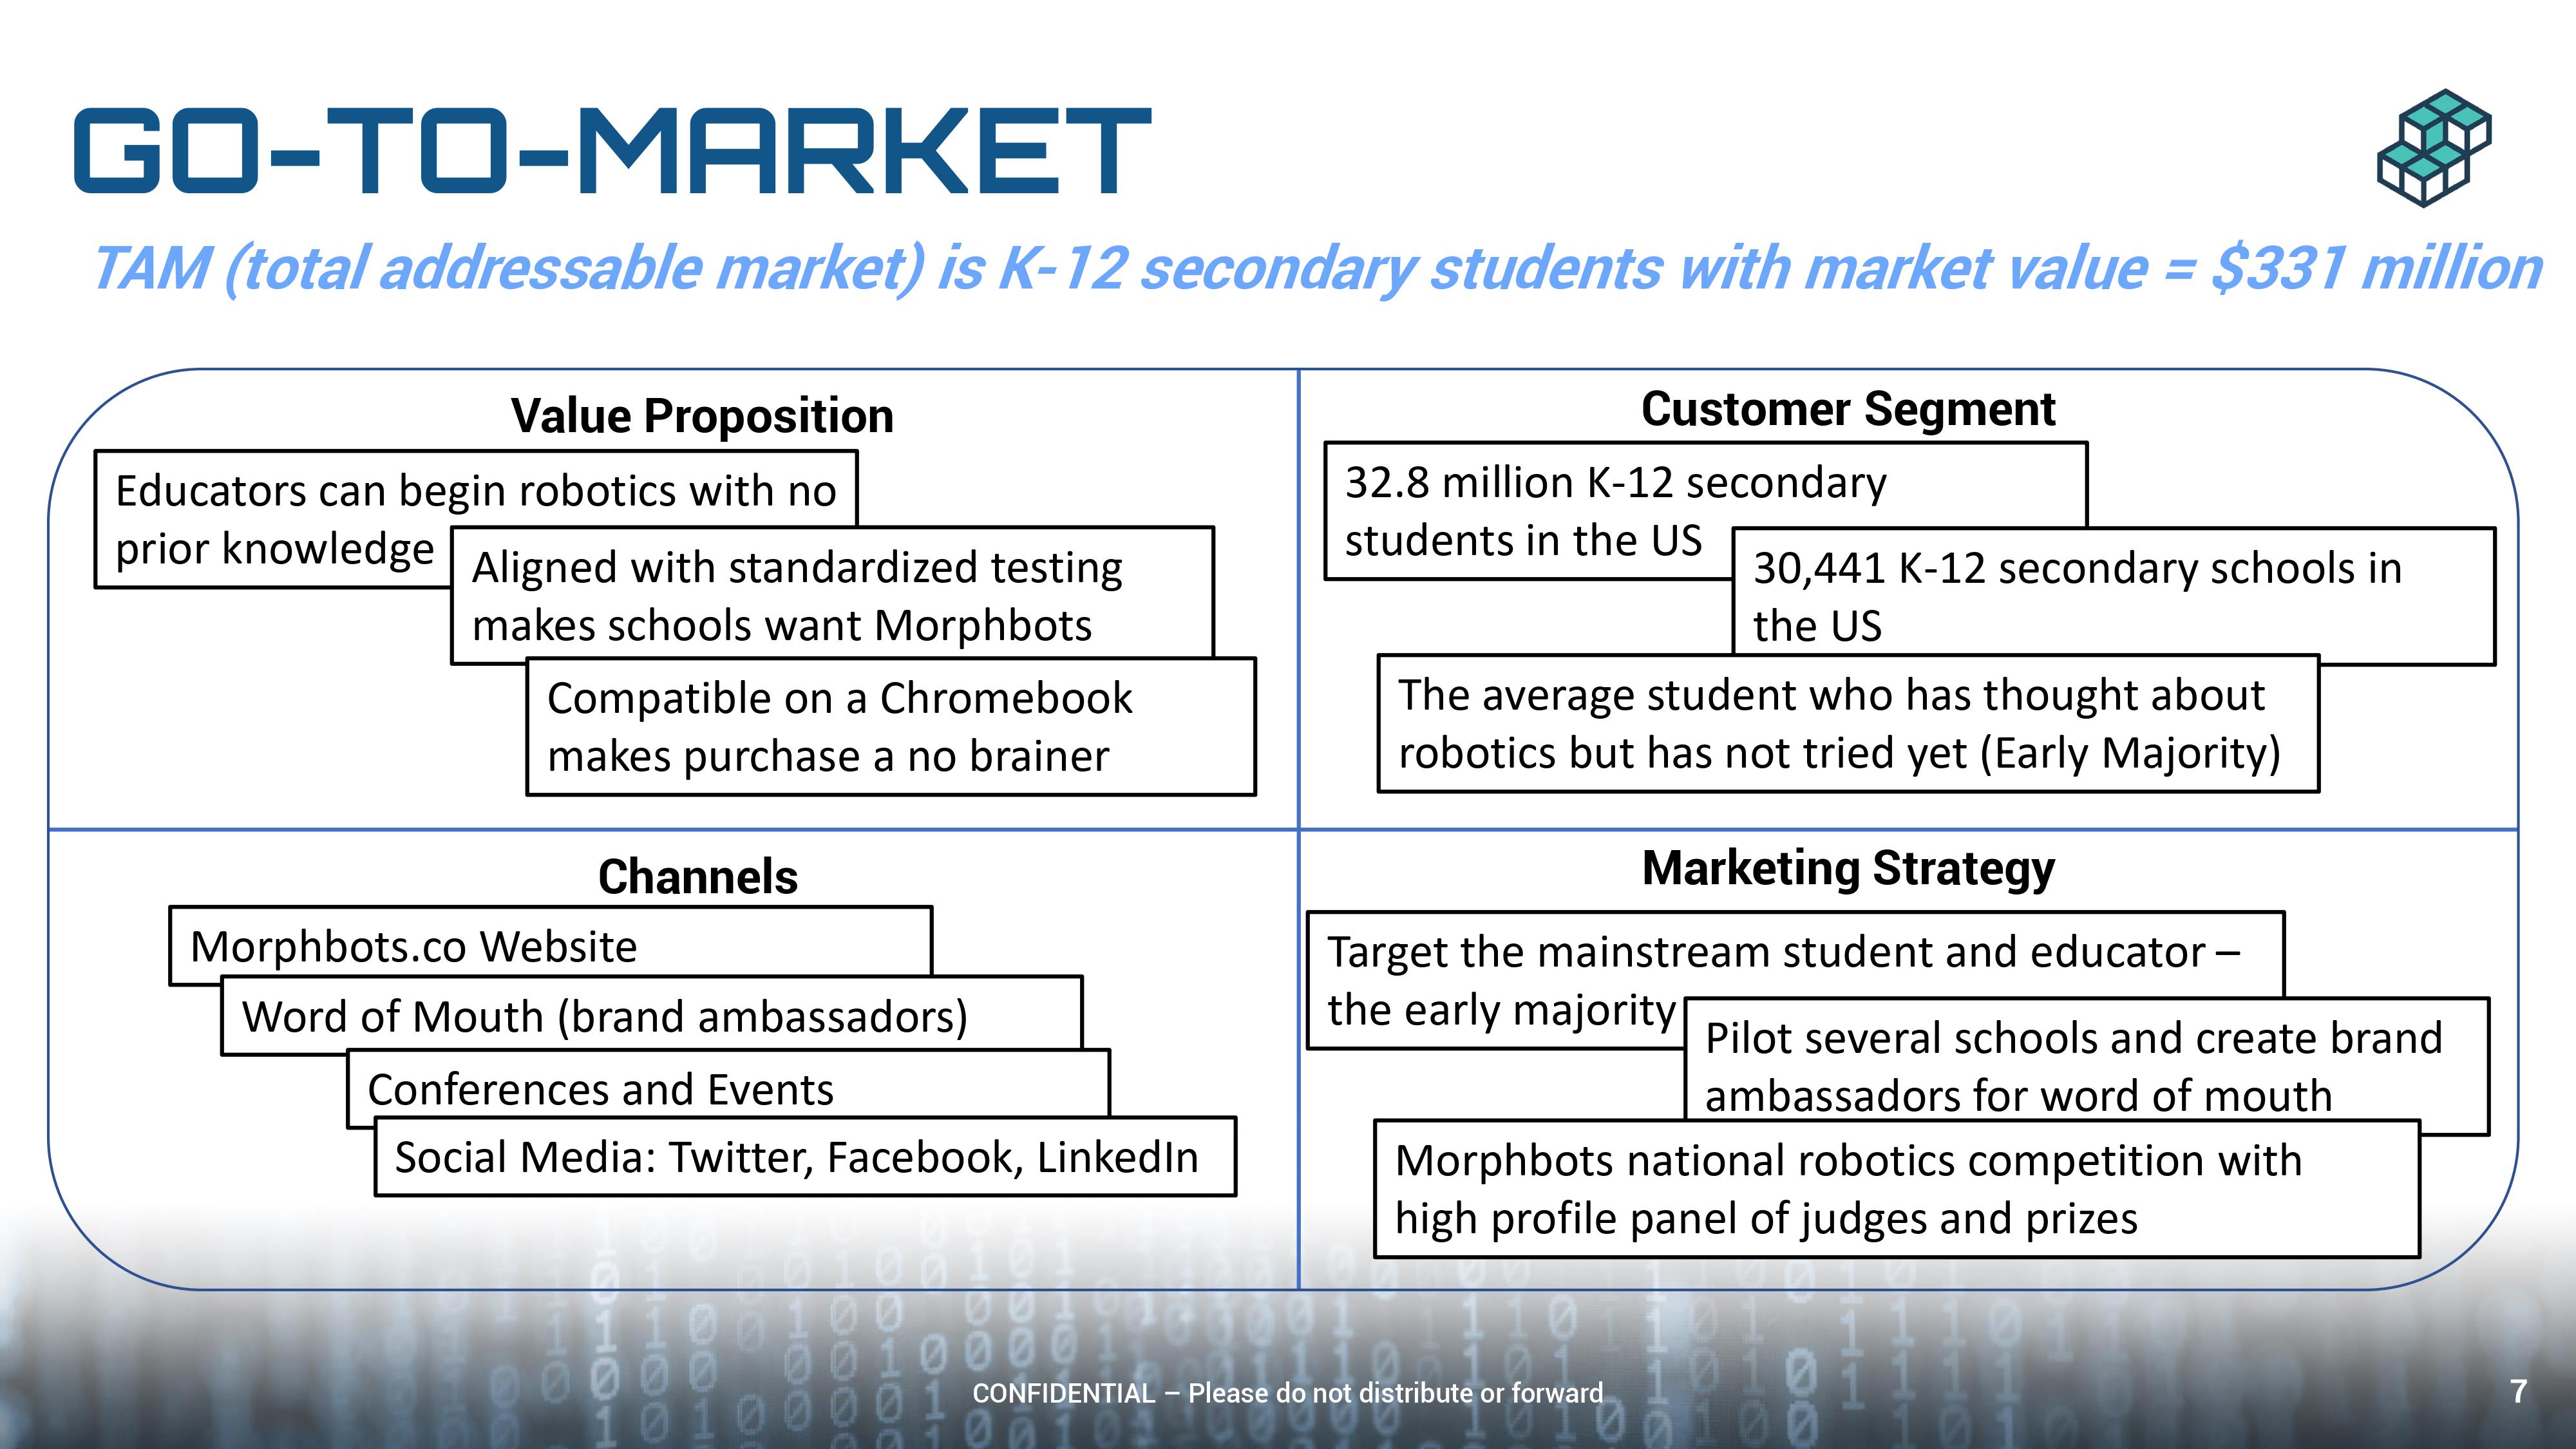 GO-TO-MARKET
TAM (total addressable market) is K-12 secondary students with market value = $331 million
Value Proposition
Educators can begin robotics with no
prior knowledge
Aligned with standardized testing
makes schools want Morphbots
Compatible on a Chromebook
makes purchase a no brainer
Customer Segment
32.8 million K-12 secondary
students in the US
30,441 K-12 secondary schools in
the US
The average student who has thought about
robotics but has not tried yet (Early Majority)
Channels
Morphbots.co Website
Word of Mouth (brand ambassadors)
Conferences and Events
Social Media: Twitter, Facebook, LinkedIn
Marketing Strategy
Target the mainstream student and educator –
the early majority
Pilot several schools and create brand
ambassadors for word of mouth
Morphbots national robotics competition with
high profile panel of judges and prizes
CONFIDENTIAL – Please do not distribute or forward
7